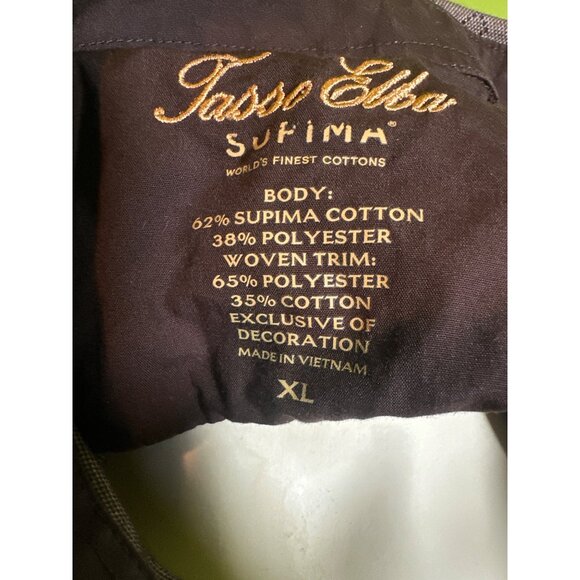 Tasso Elba
SUPIMA®
WORLD'S FINEST COTTONS
BODY:
62% SUPIMA COTTON
38% POLYESTER
WOVEN TRIM:
65% POLYESTER
35% COTTON
EXCLUSIVE OF
DECORATION
MADE IN VIETNAM
XL